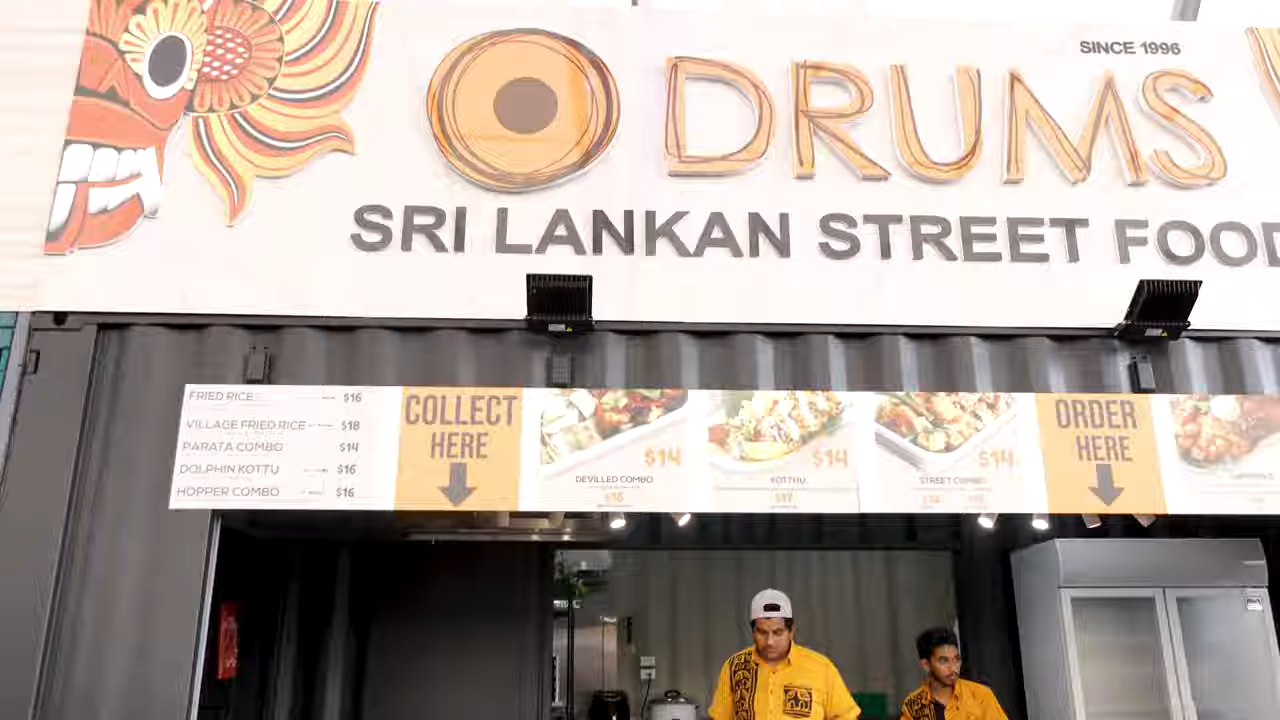 SINCE 1996
DRUMS
SRI LANKAN STREET FOOD
FRIED RICE $16
VILLAGE FRIED RICE $18
PARATA COMBO $14
DOLPHIN KOTTU $16
HOPPER COMBO $16
COLLECT
HERE
$14
DEVILLED COMBO
$16
$14
KOTTHU
$17
$14
STREET COMBO
ORDER
HERE